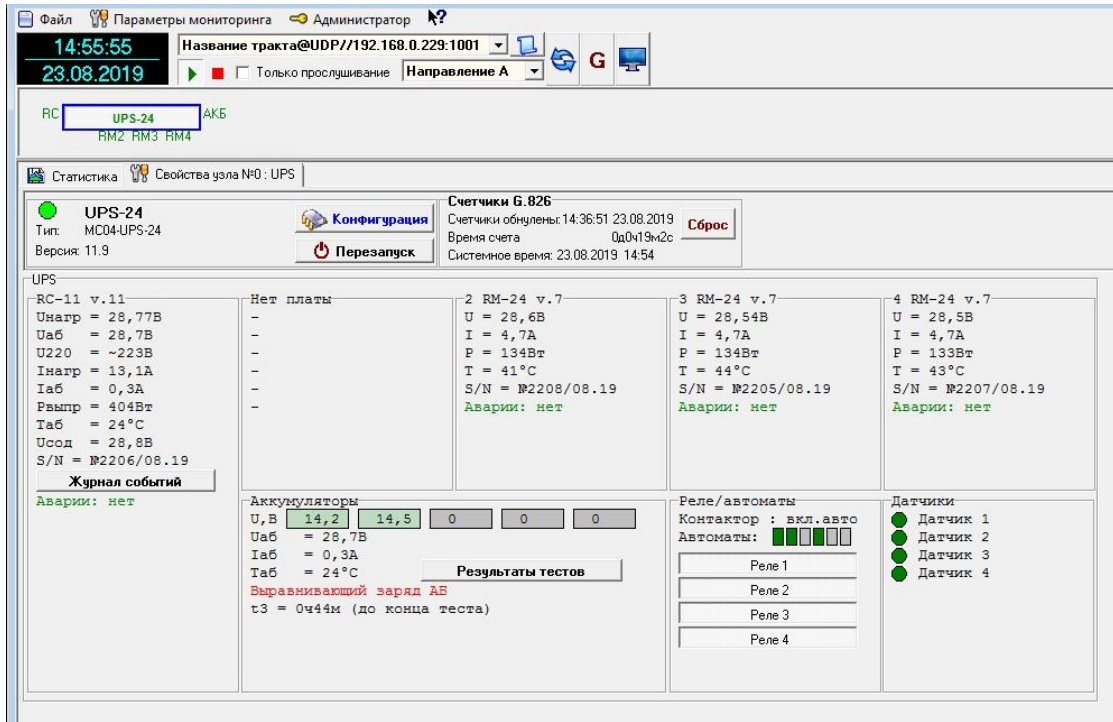 Файл Параметры мониторинга Администратор
14:55:55
23.08.2019
Название тракта@UDP//192.168.0.229:1001
Только прослушивание Направление A
G
RC UPS-24 АКБ
RM2 RM3 RM4
Статистика Свойства узла №0 : UPS
UPS-24
Тип: МС04-UPS-24
Версия: 11.9
Конфигурация
Перезапуск
Счетчики G.826
Счетчики обнулены: 14:36:51 23.08.2019
Время счета 0д0ч19м2с
Системное время: 23.08.2019 14:54
Сброс
UPS
RC-11 v.11
Uнагр = 28,77В
Uаб = 28,7В
U220 = ~223В
Iнагр = 13,1А
Iаб = 0,3А
Pвыпр = 404Вт
Tаб = 24°C
Uсод = 28,8В
S/N = №2206/08.19
Журнал событий
Аварии: нет
Нет платы
-
-
-
-
-
-
2 RM-24 v.7
U = 28,6В
I = 4,7А
P = 134Вт
T = 41°C
S/N = №2208/08.19
Аварии: нет
3 RM-24 v.7
U = 28,54В
I = 4,7А
P = 134Вт
T = 44°C
S/N = №2205/08.19
Аварии: нет
4 RM-24 v.7
U = 28,5В
I = 4,7А
P = 133Вт
T = 43°C
S/N = №2207/08.19
Аварии: нет
Аккумуляторы
U,В 14,2 14,5 0 0 0
Uаб = 28,7В
Iаб = 0,3А
Tаб = 24°C
Результаты тестов
Выравнивающий заряд АБ
tЗ = 0ч44м (до конца теста)
Реле/автоматы
Контактор : вкл.авто
Автоматы:
Реле 1
Реле 2
Реле 3
Реле 4
Датчики
Датчик 1
Датчик 2
Датчик 3
Датчик 4